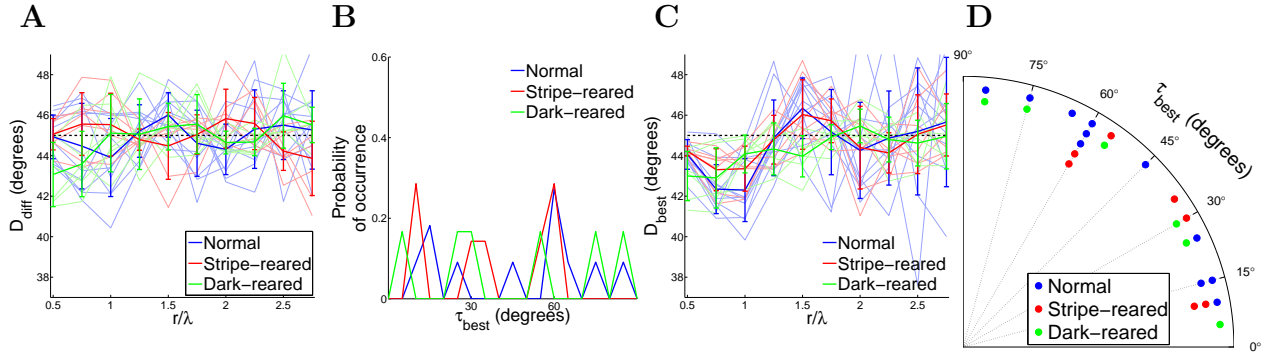 A
48
46
44
42
40
38
D_diff (degrees)
0.5
1
1.5
2
2.5
r/λ
Normal
Stripe−reared
Dark−reared
B
0.6
0.4
0.2
0
Probability
of occurrence
30
60
τ_best (degrees)
Normal
Stripe−reared
Dark−reared
C
48
46
44
42
40
38
D_best (degrees)
0.5
1
1.5
2
2.5
r/λ
Normal
Stripe−reared
Dark−reared
D
90°
75°
60°
45°
30°
15°
0°
τ_best (degrees)
Normal
Stripe−reared
Dark−reared